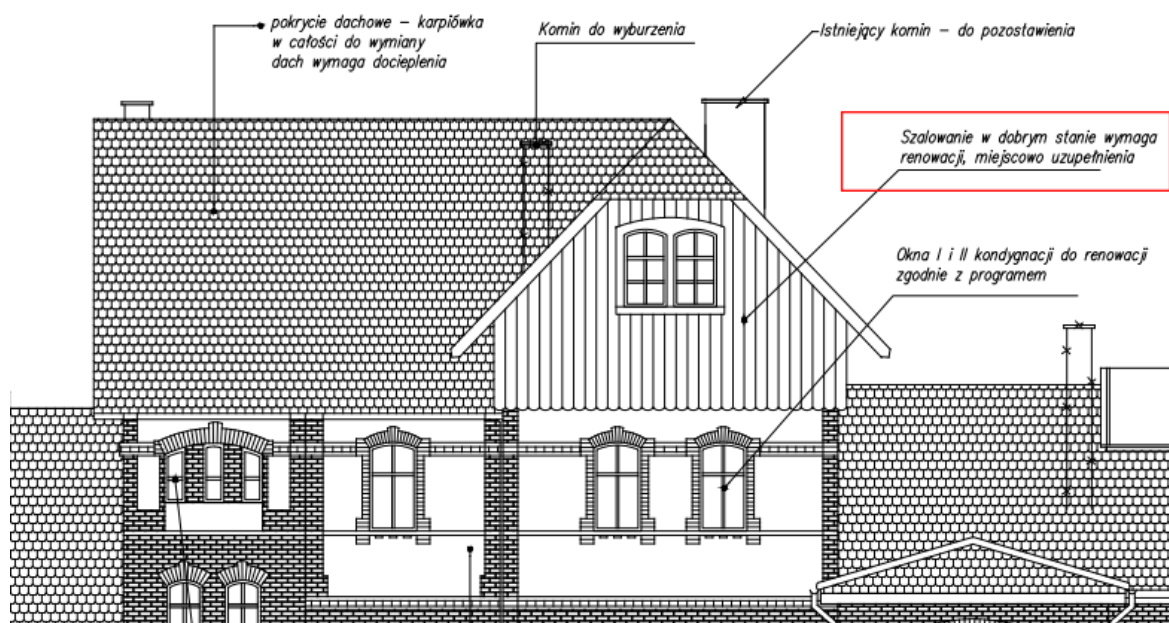 pokrycie dachowe – karpiówka
w całości do wymiany
dach wymaga docieplenia
Komin do wyburzenia
Istniejący komin – do pozostawienia
Szalowanie w dobrym stanie wymaga
renowacji, miejscowo uzupełnienia
Okna I i II kondygnacji do renowacji
zgodnie z programem